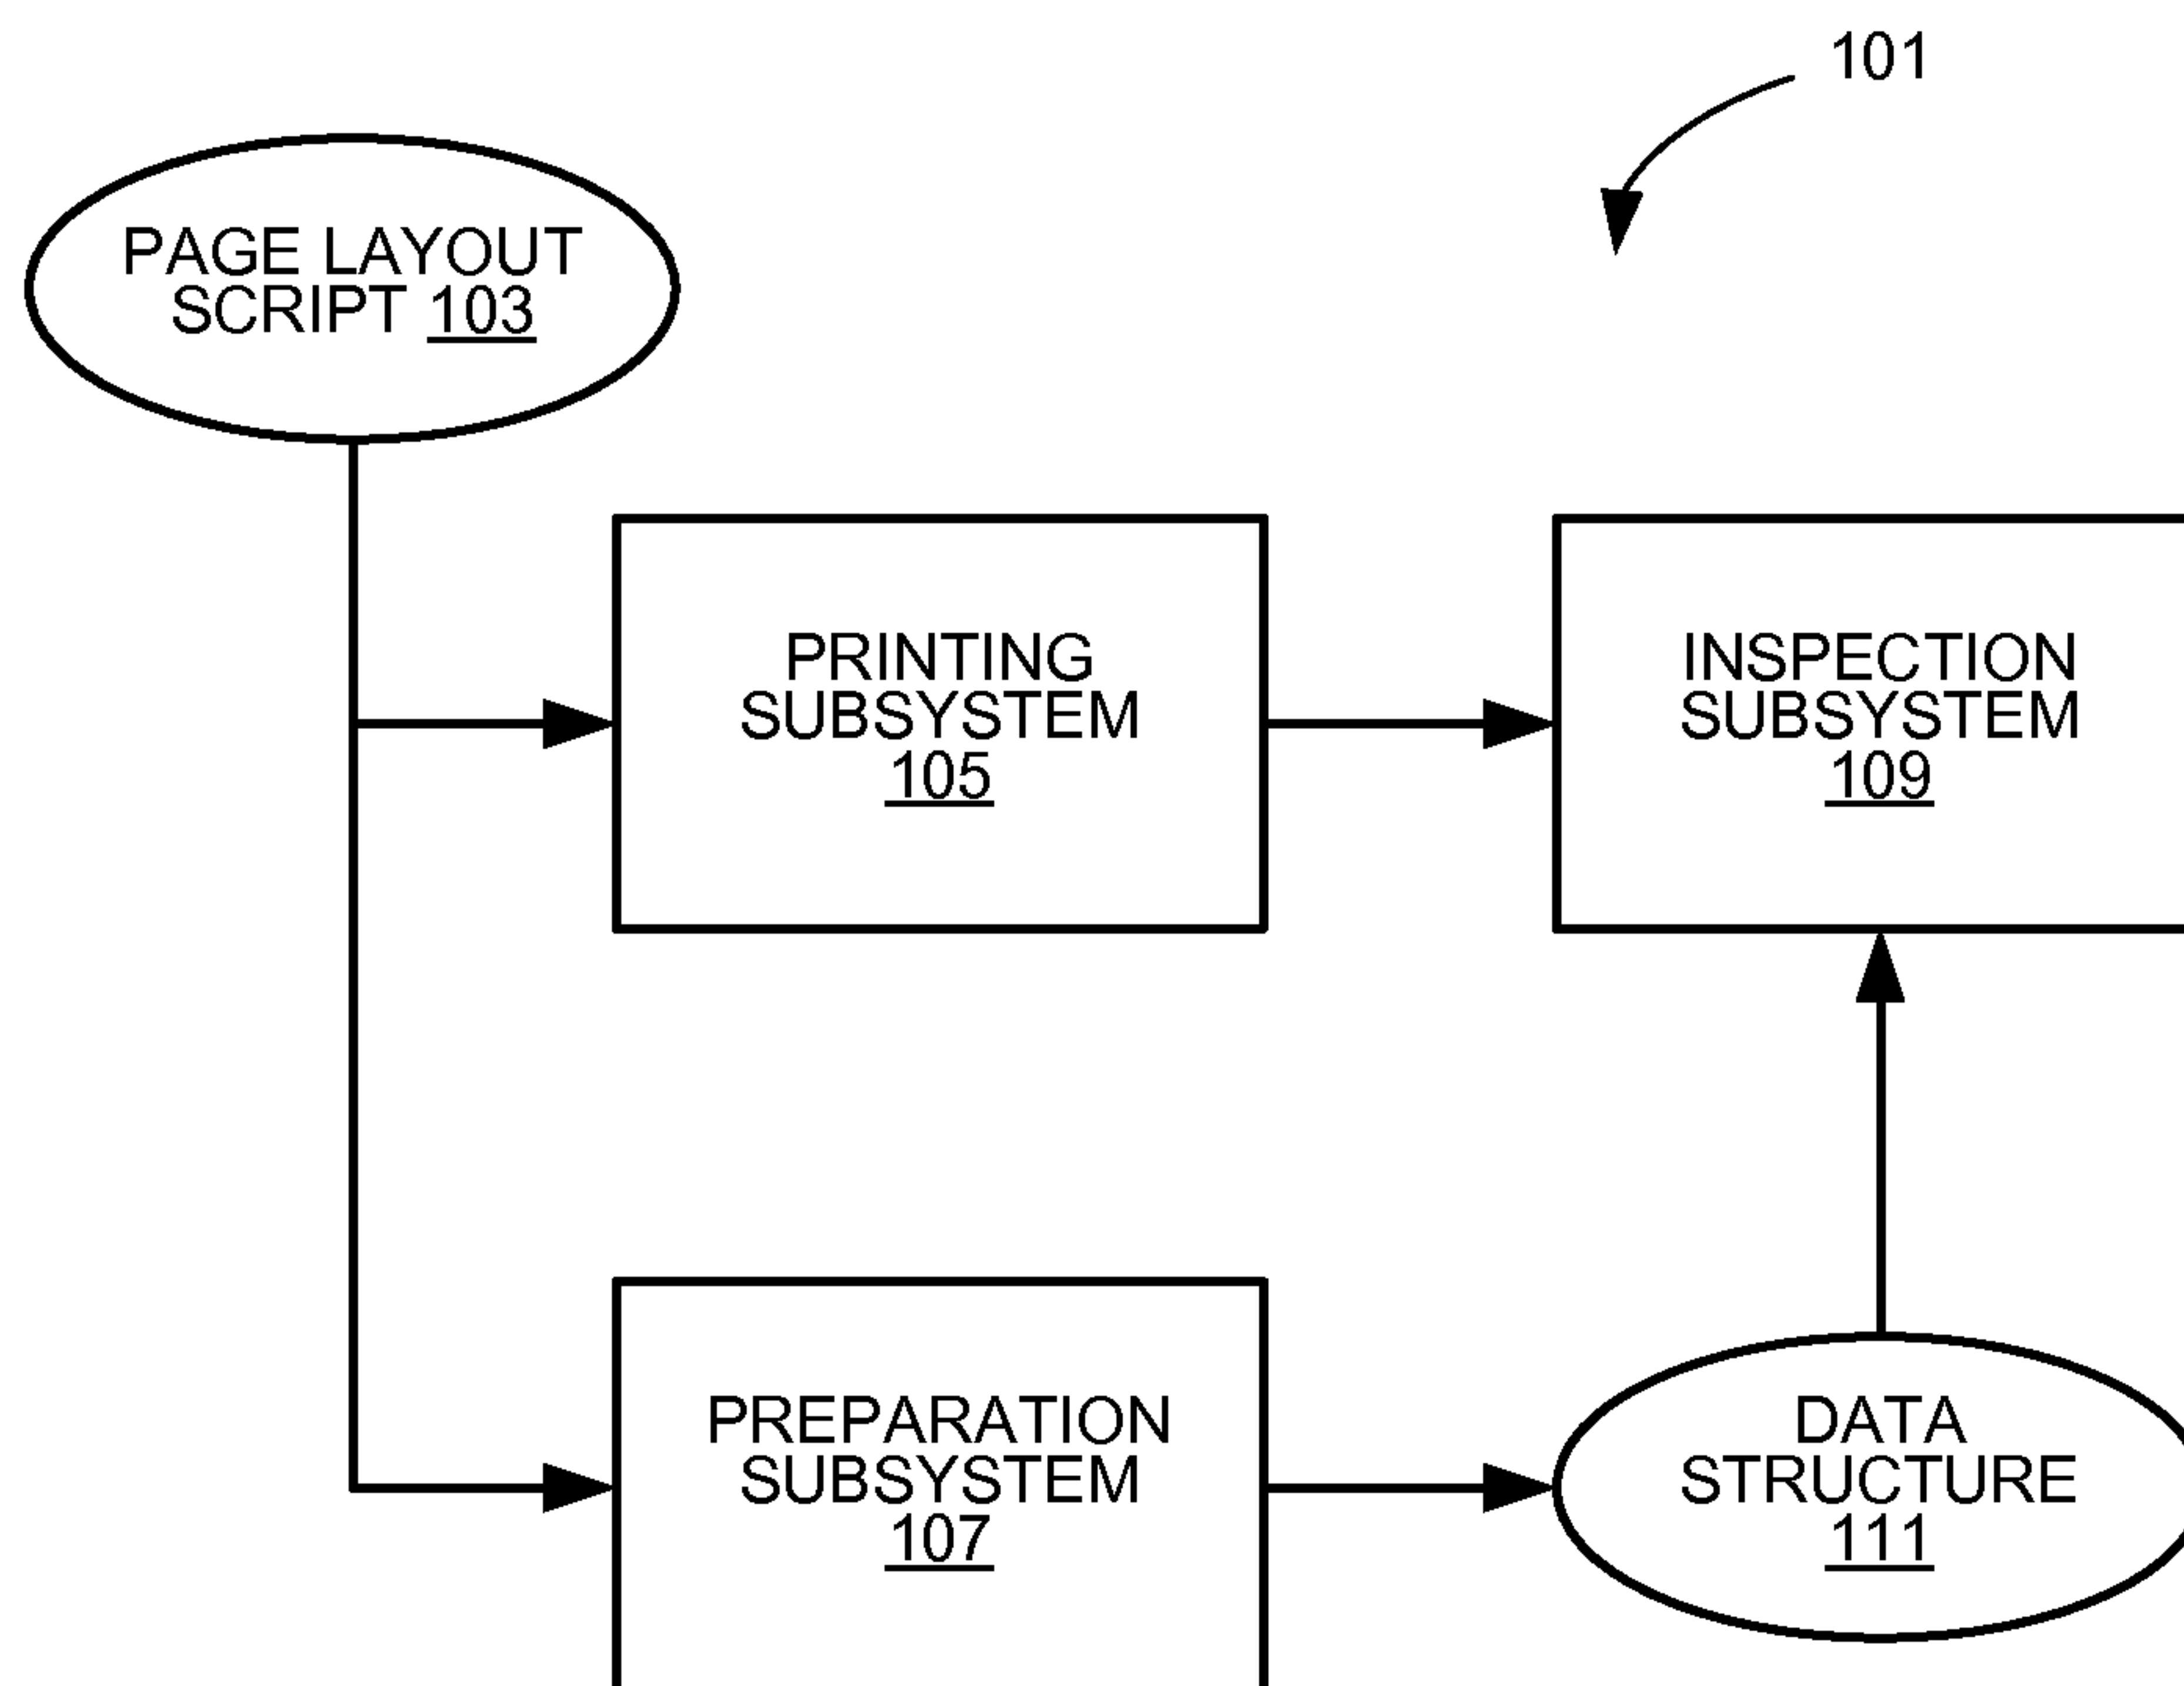 101
PAGE LAYOUT
SCRIPT 103
PRINTING
SUBSYSTEM
105
INSPECTION
SUBSYSTEM
109
PREPARATION
SUBSYSTEM
107
DATA
STRUCTURE
111